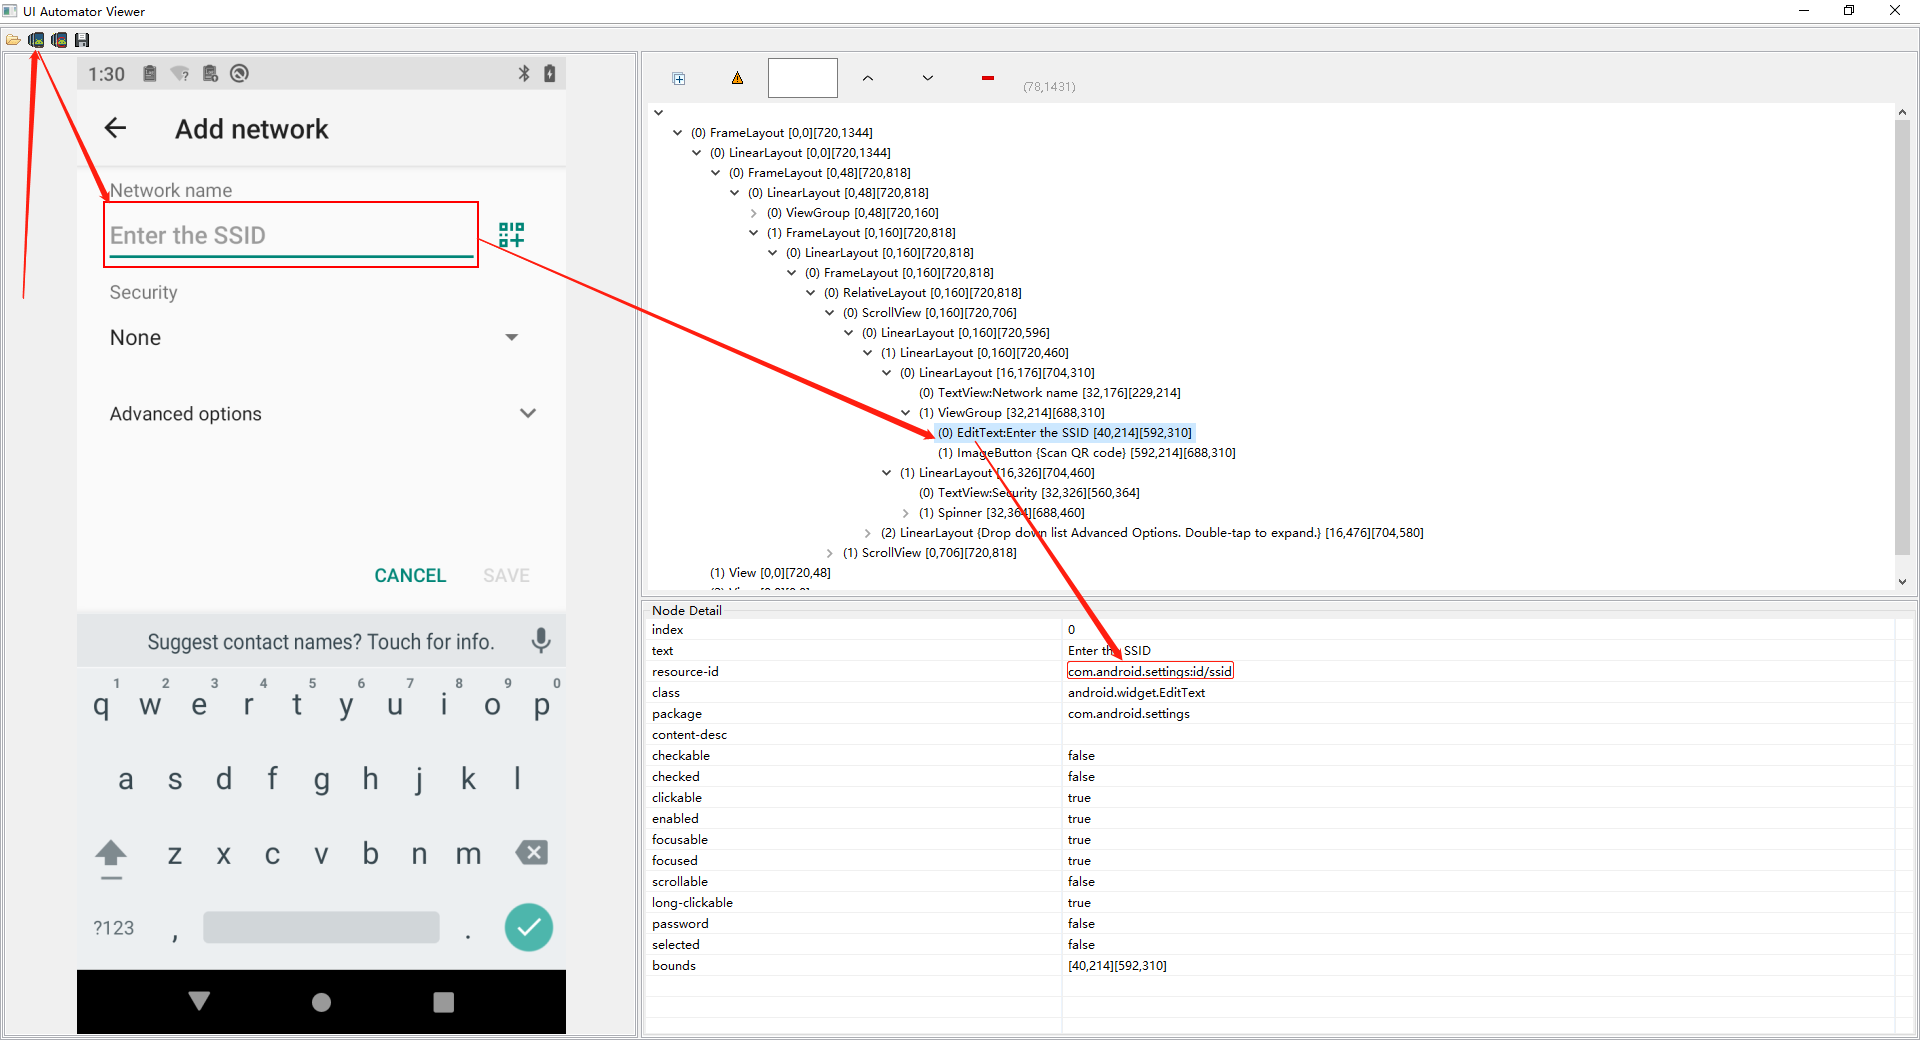 UI Automator Viewer
1:30
Add network
Network name
Enter the SSID
Security
None
Advanced options
CANCEL SAVE
Suggest contact names? Touch for info.
1 2 3 4 5 6 7 8 9 0
q w e r t y u i o p
a s d f g h j k l
z x c v b n m
?123 , .
(78,1431)
(0) FrameLayout [0,0][720,1344]
(0) LinearLayout [0,0][720,1344]
(0) FrameLayout [0,48][720,818]
(0) LinearLayout [0,48][720,818]
(0) ViewGroup [0,48][720,160]
(1) FrameLayout [0,160][720,818]
(0) LinearLayout [0,160][720,818]
(0) FrameLayout [0,160][720,818]
(0) RelativeLayout [0,160][720,818]
(0) ScrollView [0,160][720,706]
(0) LinearLayout [0,160][720,596]
(1) LinearLayout [0,160][720,460]
(0) LinearLayout [16,176][704,310]
(0) TextView:Network name [32,176][229,214]
(1) ViewGroup [32,214][688,310]
(0) EditText:Enter the SSID [40,214][592,310]
(1) ImageButton {Scan QR code} [592,214][688,310]
(1) LinearLayout [16,326][704,460]
(0) TextView:Security [32,326][560,364]
(1) Spinner [32,364][688,460]
(2) LinearLayout {Drop down list Advanced Options. Double-tap to expand.} [16,476][704,580]
(1) ScrollView [0,706][720,818]
(1) View [0,0][720,48]
Node Detail
index 0
text Enter the SSID
resource-id com.android.settings:id/ssid
class android.widget.EditText
package com.android.settings
content-desc
checkable false
checked false
clickable true
enabled true
focusable true
focused true
scrollable false
long-clickable true
password false
selected false
bounds [40,214][592,310]